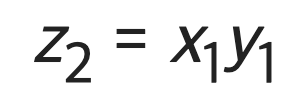 z₂ = x₁y₁